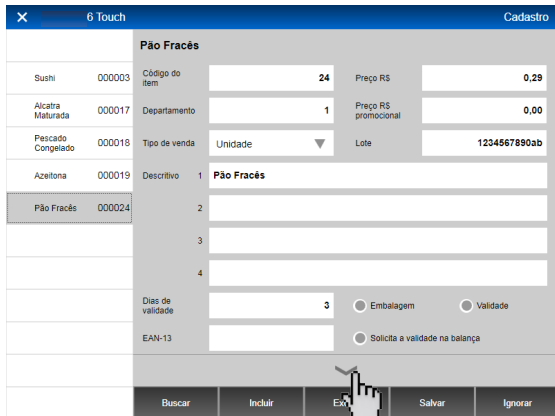 ✕ 6 Touch Cadastro
Pão Fracês
Sushi 000003
Alcatra
Maturada 000017
Pescado
Congelado 000018
Azeitona 000019
Pão Fracês 000024
Código do
item 24
Preço R$ 0,29
Departamento 1
Preço R$
promocional 0,00
Tipo de venda Unidade
Lote 1234567890ab
Descritivo 1 Pão Fracês
2
3
4
Dias de
validade 3
Embalagem Validade
EAN-13
Solicita a validade na balança
Buscar Incluir Salvar Ignorar